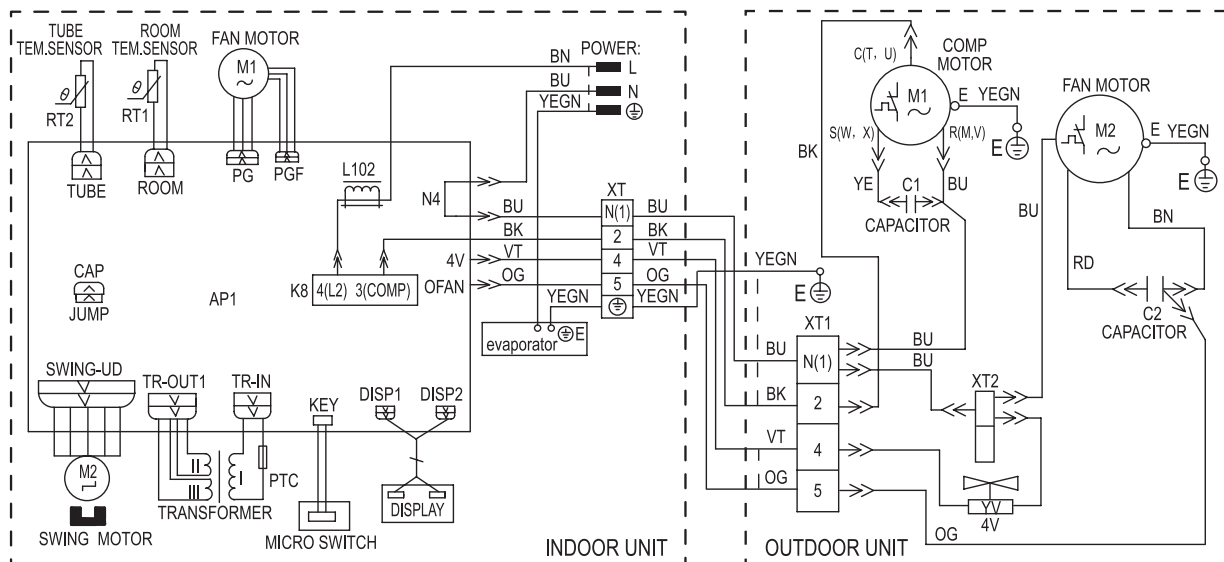 TUBE
TEM.SENSOR
ROOM
TEM.SENSOR
FAN MOTOR
M1
θ
RT2
θ
RT1
TUBE
ROOM
PG
PGF
BN
POWER:
L
BU
N
YEGN
L102
N4
BU
BK
4V
VT
OFAN
OG
K8
4(L2)
3(COMP)
AP1
CAP
JUMP
XT
N(1)
2
4
5
BU
BK
VT
OG
YEGN
YEGN
YEGN
E
evaporator
E
SWING-UD
TR-OUT1
TR-IN
KEY
DISP1
DISP2
M2
PTC
TRANSFORMER
SWING MOTOR
MICRO SWITCH
DISPLAY
INDOOR UNIT
C(T, U)
COMP
MOTOR
M1
E
YEGN
E
S(W, X)
R(M,V)
BK
YE
C1
BU
CAPACITOR
FAN MOTOR
M2
E
YEGN
E
BU
BN
RD
C2
CAPACITOR
XT1
BU
N(1)
BU
BU
XT2
BK
2
VT
4
OG
5
YV
4V
OG
OUTDOOR UNIT